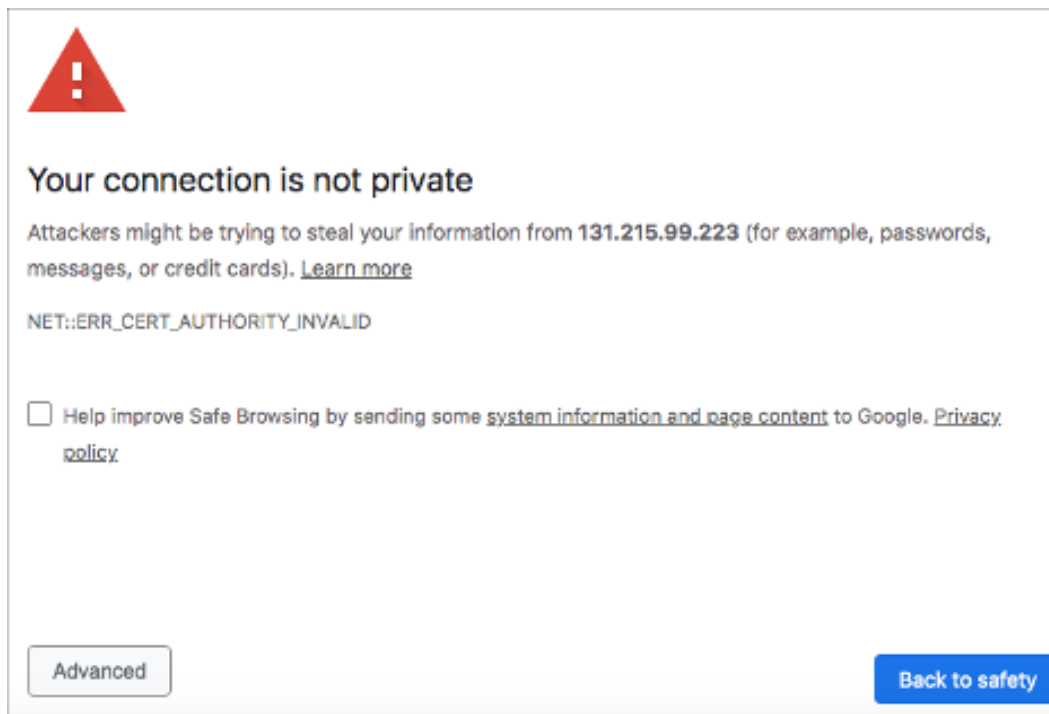 !
Your connection is not private
Attackers might be trying to steal your information from 131.215.99.223 (for example, passwords,
messages, or credit cards). Learn more
NET::ERR_CERT_AUTHORITY_INVALID
Help improve Safe Browsing by sending some system information and page content to Google. Privacy
policy
Advanced
Back to safety